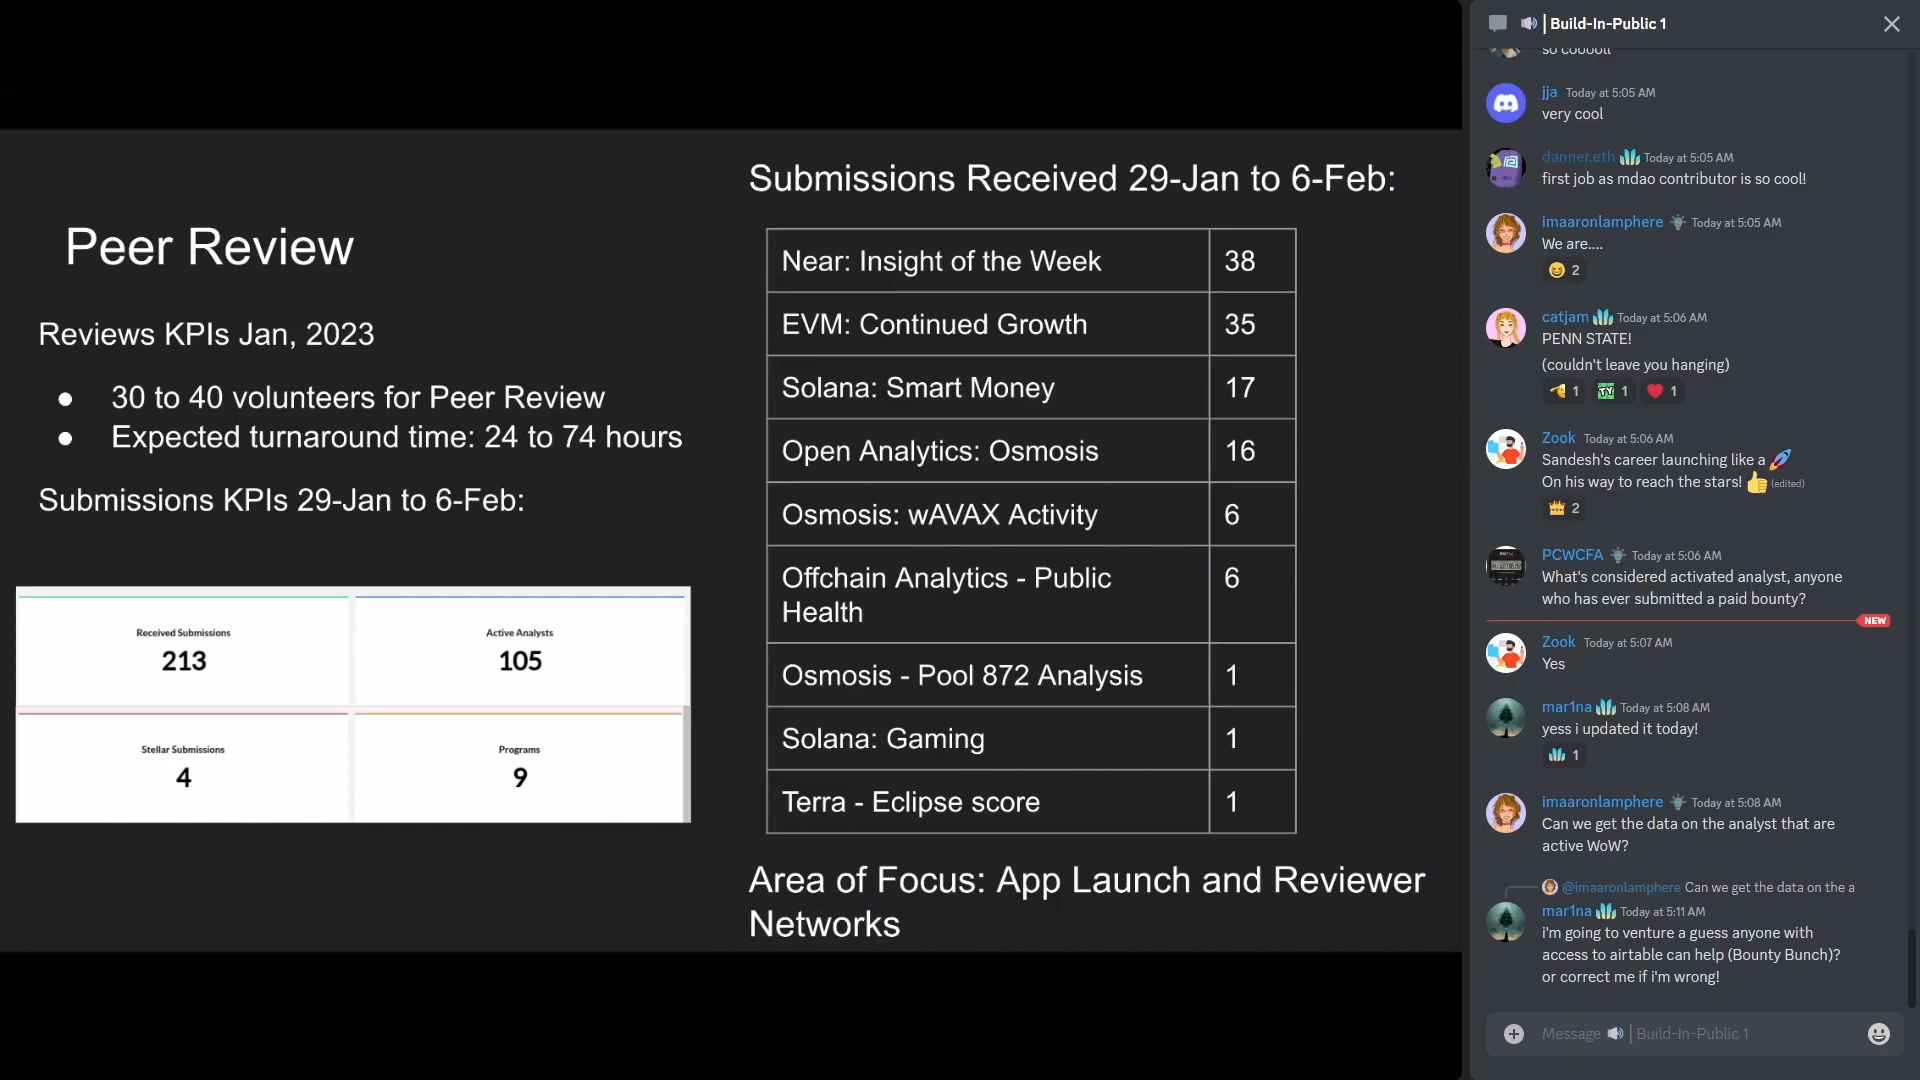 Peer Review
Reviews KPIs Jan, 2023
● 30 to 40 volunteers for Peer Review
● Expected turnaround time: 24 to 74 hours
Submissions KPIs 29-Jan to 6-Feb:
Received Submissions
213
Active Analysts
105
Stellar Submissions
4
Programs
9
Submissions Received 29-Jan to 6-Feb:
Near: Insight of the Week 38
EVM: Continued Growth 35
Solana: Smart Money 17
Open Analytics: Osmosis 16
Osmosis: wAVAX Activity 6
Offchain Analytics - Public 6
Health
Osmosis - Pool 872 Analysis 1
Solana: Gaming 1
Terra - Eclipse score 1
Area of Focus: App Launch and Reviewer
Networks
Build-In-Public 1
so cooooll
jja Today at 5:05 AM
very cool
danner.eth Today at 5:05 AM
first job as mdao contributor is so cool!
imaaronlamphere Today at 5:05 AM
We are....
2
catjam Today at 5:06 AM
PENN STATE!
(couldn't leave you hanging)
1 TY 1 1
Zook Today at 5:06 AM
Sandesh's career launching like a
On his way to reach the stars! (edited)
2
PCWCFA Today at 5:06 AM
What's considered activated analyst, anyone
who has ever submitted a paid bounty?
NEW
Zook Today at 5:07 AM
Yes
mar1na Today at 5:08 AM
yess i updated it today!
1
imaaronlamphere Today at 5:08 AM
Can we get the data on the analyst that are
active WoW?
@imaaronlamphere Can we get the data on the a
mar1na Today at 5:11 AM
i'm going to venture a guess anyone with
access to airtable can help (Bounty Bunch)?
or correct me if i'm wrong!
Message Build-In-Public 1